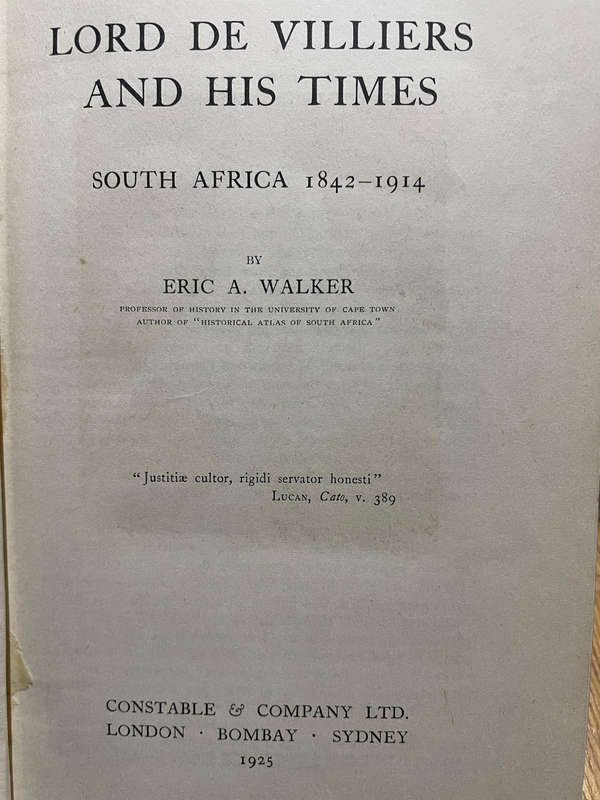 LORD DE VILLIERS
AND HIS TIMES
SOUTH AFRICA 1842–1914
BY
ERIC A. WALKER
PROFESSOR OF HISTORY IN THE UNIVERSITY OF CAPE TOWN
AUTHOR OF "HISTORICAL ATLAS OF SOUTH AFRICA"
"Justitiæ cultor, rigidi servator honesti"
LUCAN, Cato, v. 389
CONSTABLE & COMPANY LTD.
LONDON · BOMBAY · SYDNEY
1925